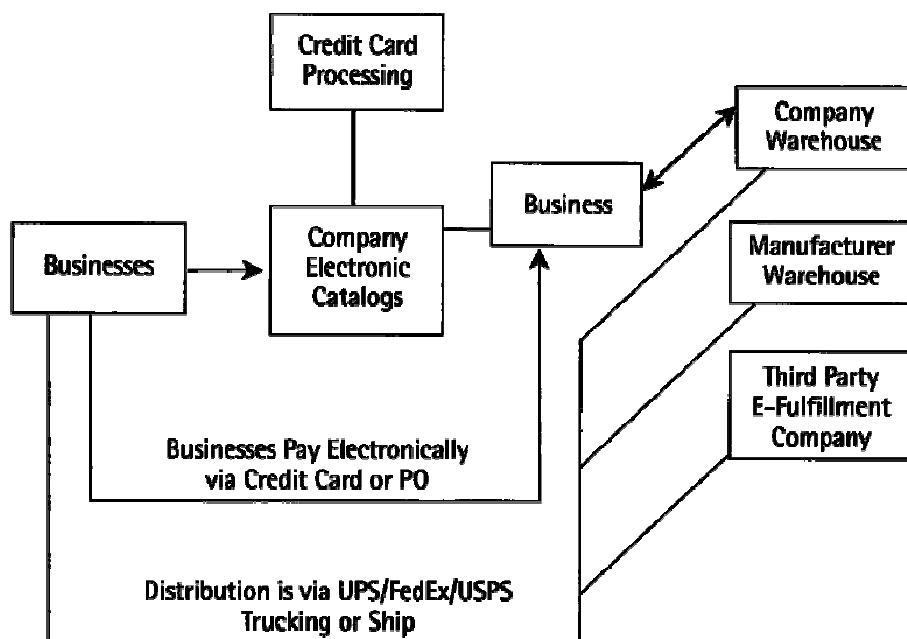 Credit Card
Processing
Company
Warehouse
Business
Company
Electronic
Catalogs
Businesses
Manufacturer
Warehouse
Third Party
E-Fulfillment
Company
Businesses Pay Electronically
via Credit Card or PO
Distribution is via UPS/FedEx/USPS
Trucking or Ship